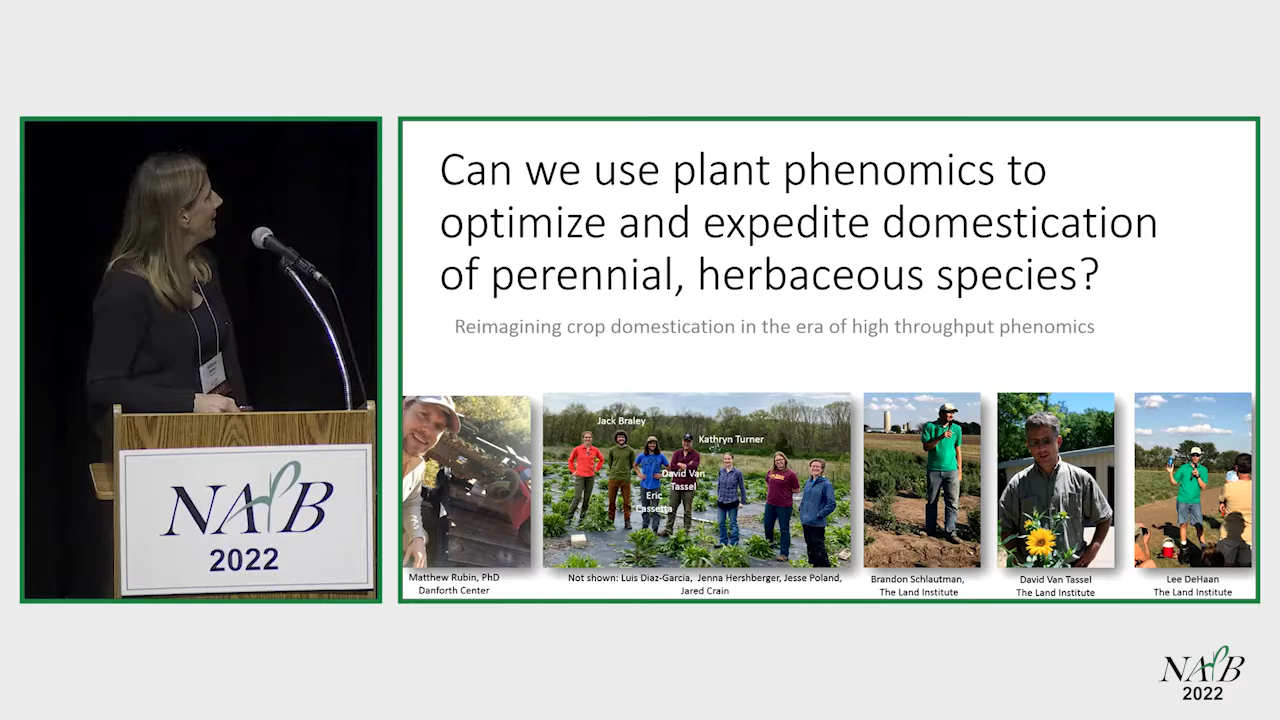 Can we use plant phenomics to
optimize and expedite domestication
of perennial, herbaceous species?
Reimagining crop domestication in the era of high throughput phenomics
Jack Braley
Kathryn Turner
David Van
Tassel
Eric
Cassetta
Matthew Rubin, PhD
Danforth Center
Not shown: Luis Diaz-Garcia, Jenna Hershberger, Jesse Poland,
Jared Crain
Brandon Schlautman,
The Land Institute
David Van Tassel
The Land Institute
Lee DeHaan
The Land Institute
NAPB
2022
NAPB
2022